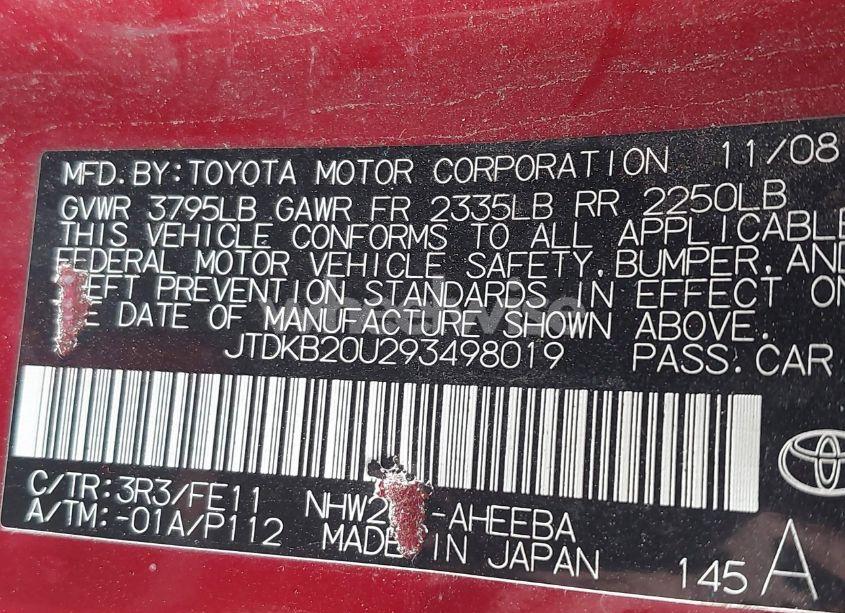 MFD. BY: TOYOTA MOTOR CORPORATION 11/08
GVWR 3795LB GAWR FR 2335LB RR 2250LB
THIS VEHICLE CONFORMS TO ALL APPLICABLE
FEDERAL MOTOR VEHICLE SAFETY, BUMPER, AND
PREVENTION STANDARDS IN EFFECT ON
DATE OF MANUFACTURE SHOWN ABOVE.
JTDKB20U293498019 PASS. CAR
C/TR: 3R3/FE11 -AHEEBA
A/TM: -01A/P112 MADE IN JAPAN
145 A